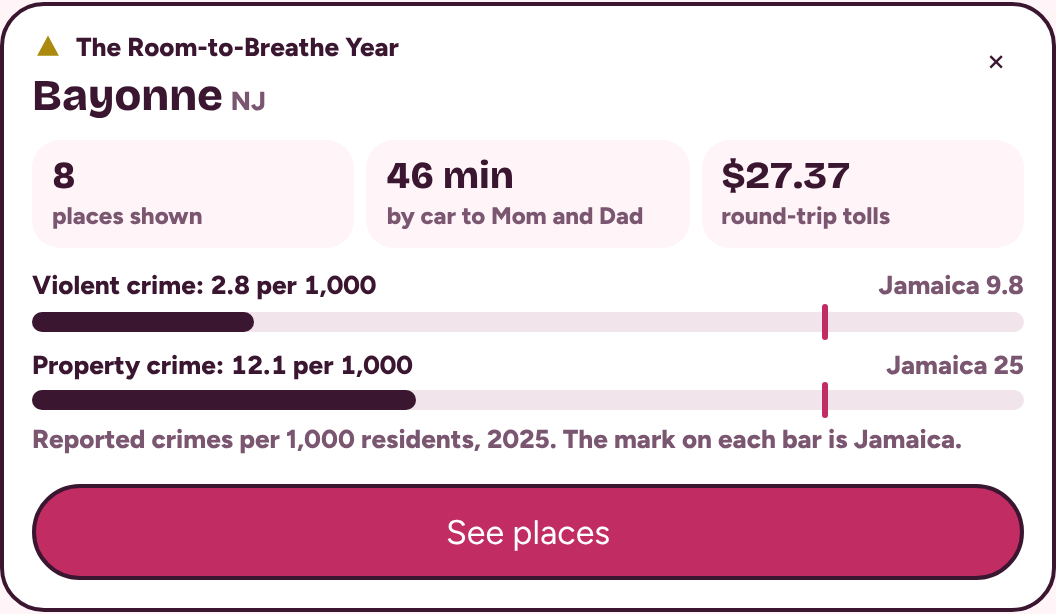 The Room-to-Breathe Year
×
Bayonne NJ
8
places shown
46 min
by car to Mom and Dad
$27.37
round-trip tolls
Violent crime: 2.8 per 1,000
Jamaica 9.8
Property crime: 12.1 per 1,000
Jamaica 25
Reported crimes per 1,000 residents, 2025. The mark on each bar is Jamaica.
See places